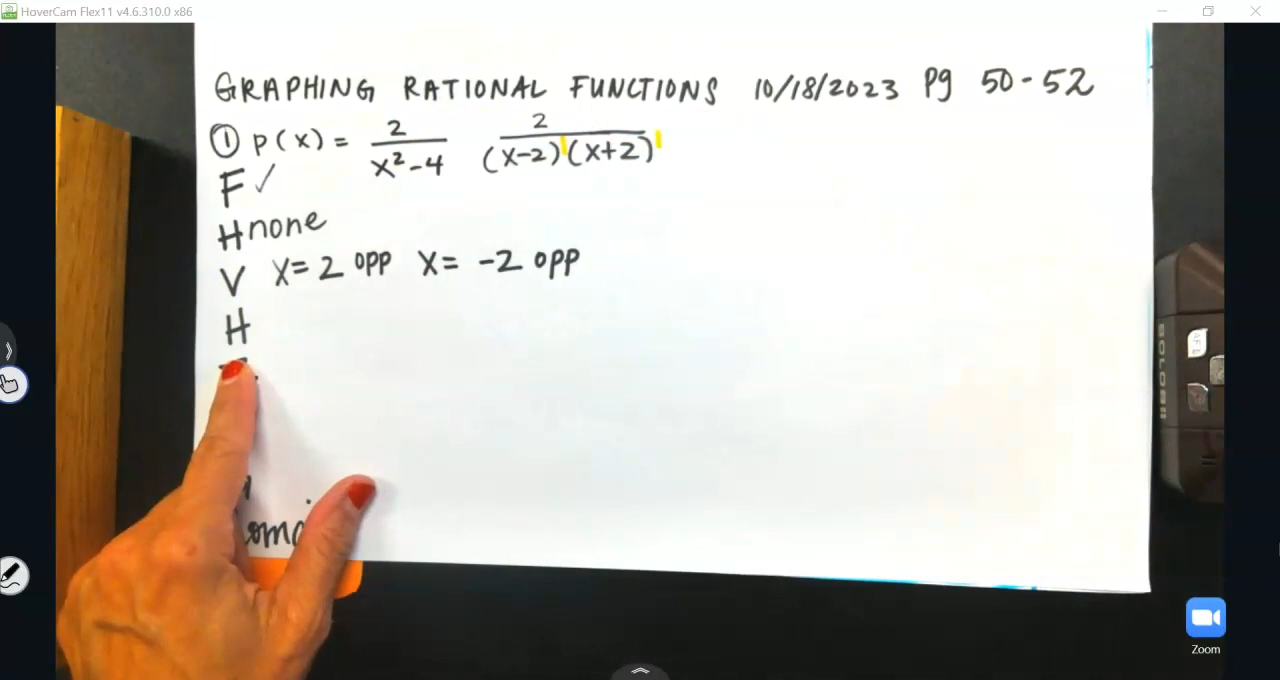 HoverCam Flex11 v4.6.310.0 x86
GRAPHING RATIONAL FUNCTIONS 10/18/2023 Pg 50-52
① p(x) = 2/(x²-4) 2/((x-2)'(x+2)')
F ✓
H none
V x=2 opp x= -2 opp
H
Zoom